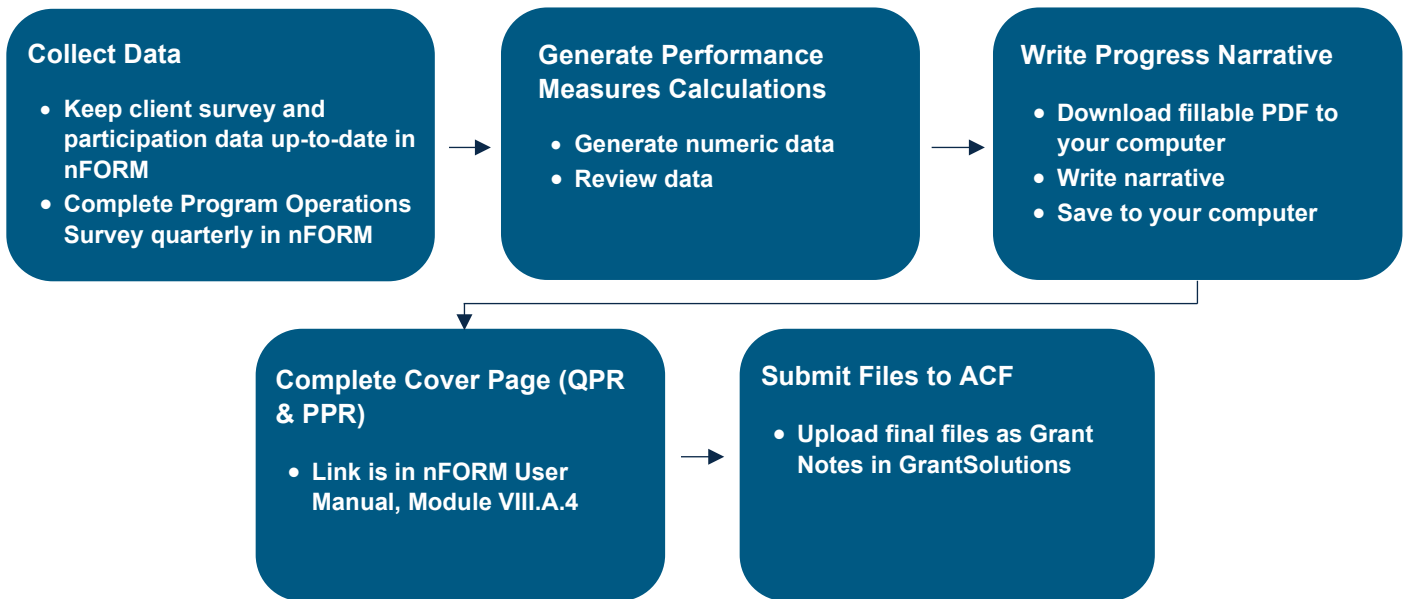 Collect Data
• Keep client survey and
participation data up-to-date in
nFORM
• Complete Program Operations
Survey quarterly in nFORM
Generate Performance
Measures Calculations
• Generate numeric data
• Review data
Write Progress Narrative
• Download fillable PDF to
your computer
• Write narrative
• Save to your computer
Complete Cover Page (QPR
& PPR)
• Link is in nFORM User
Manual, Module VIII.A.4
Submit Files to ACF
• Upload final files as Grant
Notes in GrantSolutions